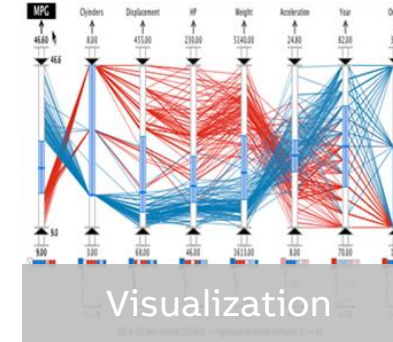 MPG Clyinders Displacement HP Weight Acceleration Year
46.60 8.00 455.00 230.00 5140.00 24.80 82.00
46.6
9.0
9.00 3.00 68.00 46.00 1613.00 8.00 70.00
Visualization